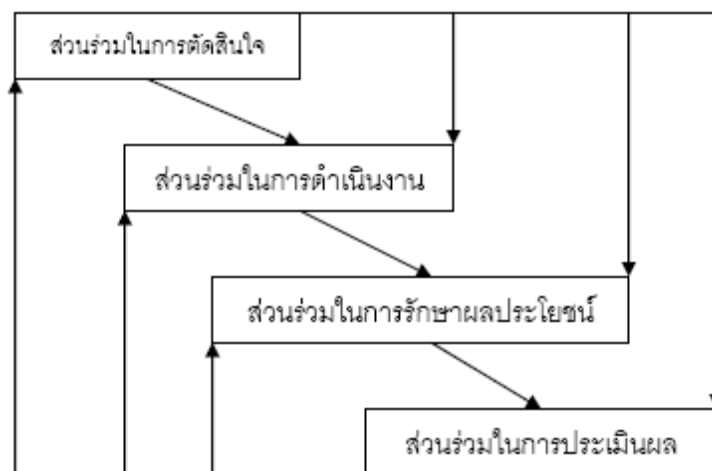 ส่วนร่วมในการตัดสินใจ
ส่วนร่วมในการดำเนินงาน
ส่วนร่วมในการรักษาผลประโยชน์
ส่วนร่วมในการประเมินผล